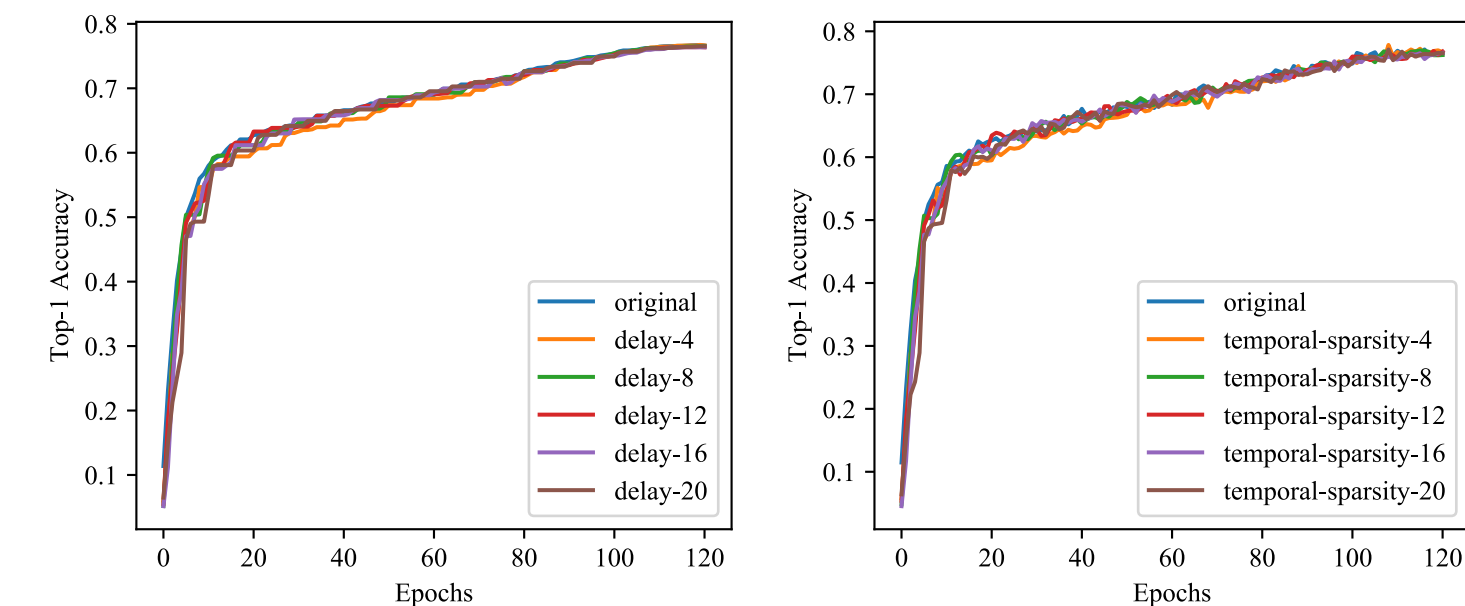 Top-1 Accuracy
0.8
0.7
0.6
0.5
0.4
0.3
0.2
0.1
original
delay-4
delay-8
delay-12
delay-16
delay-20
0 20 40 60 80 100 120
Epochs
Top-1 Accuracy
0.8
0.7
0.6
0.5
0.4
0.3
0.2
0.1
original
temporal-sparsity-4
temporal-sparsity-8
temporal-sparsity-12
temporal-sparsity-16
temporal-sparsity-20
0 20 40 60 80 100 120
Epochs